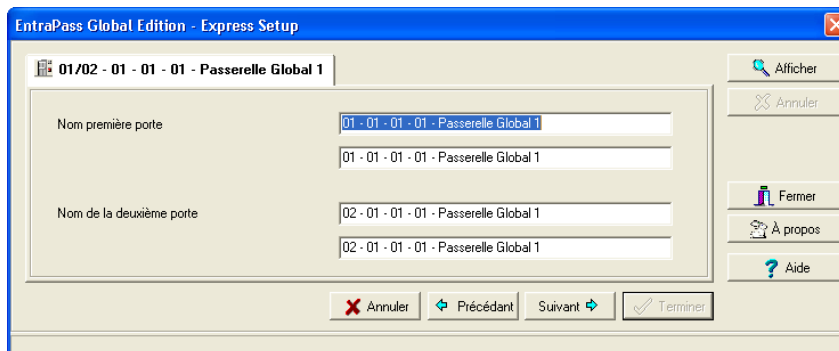 EntraPass Global Edition - Express Setup
01/02 - 01 - 01 - 01 - Passerelle Global 1
Afficher
Annuler
Nom première porte
01 - 01 - 01 - 01 - Passerelle Global 1
01 - 01 - 01 - 01 - Passerelle Global 1
Nom de la deuxième porte
02 - 01 - 01 - 01 - Passerelle Global 1
02 - 01 - 01 - 01 - Passerelle Global 1
Fermer
À propos
Aide
Annuler
Précédant
Suivant
Terminer